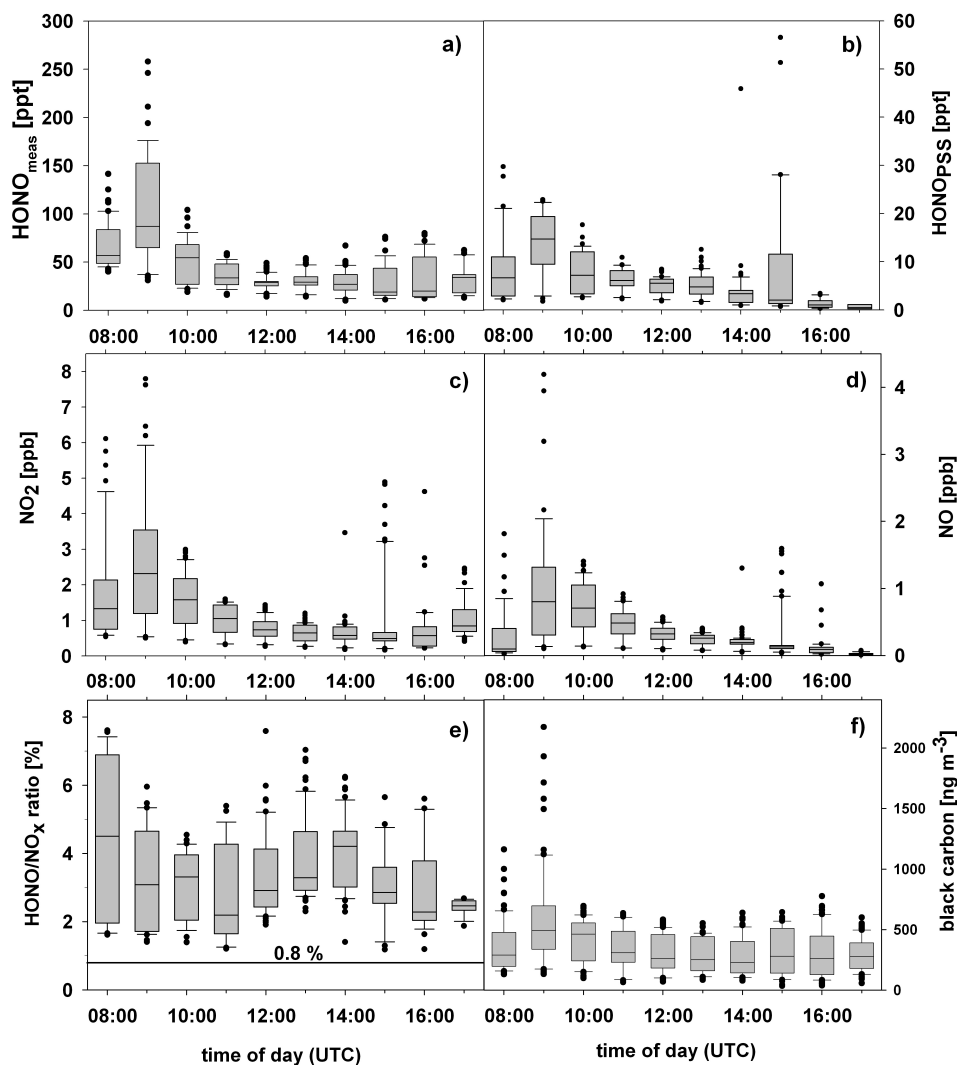 300
250
200
150
100
50
0
HONOmeas [ppt]
a)
08:00 10:00 12:00 14:00 16:00
b)
60
50
40
30
20
10
0
HONOPSS [ppt]
08:00 10:00 12:00 14:00 16:00
8
7
6
5
4
3
2
1
0
NO2 [ppb]
c)
08:00 10:00 12:00 14:00 16:00
d)
4
3
2
1
0
NO [ppb]
08:00 10:00 12:00 14:00 16:00
8
6
4
2
0
HONO/NOx ratio [%]
e)
0.8 %
08:00 10:00 12:00 14:00 16:00
time of day (UTC)
f)
2000
1500
1000
500
0
black carbon [ng m-3]
08:00 10:00 12:00 14:00 16:00
time of day (UTC)